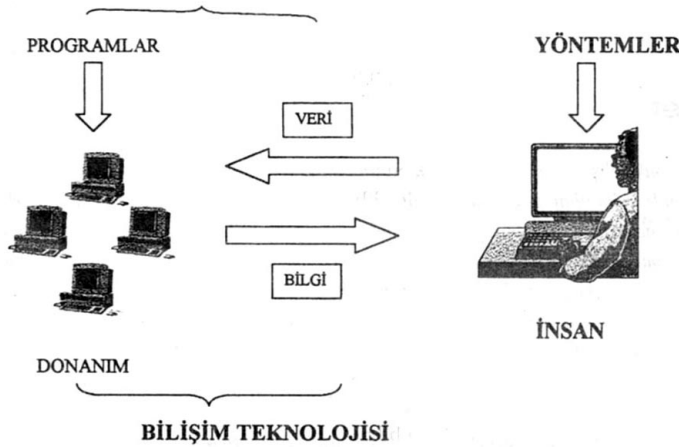 PROGRAMLAR
YÖNTEMLER
VERİ
BİLGİ
İNSAN
DONANIM
BİLİŞİM TEKNOLOJİSİ